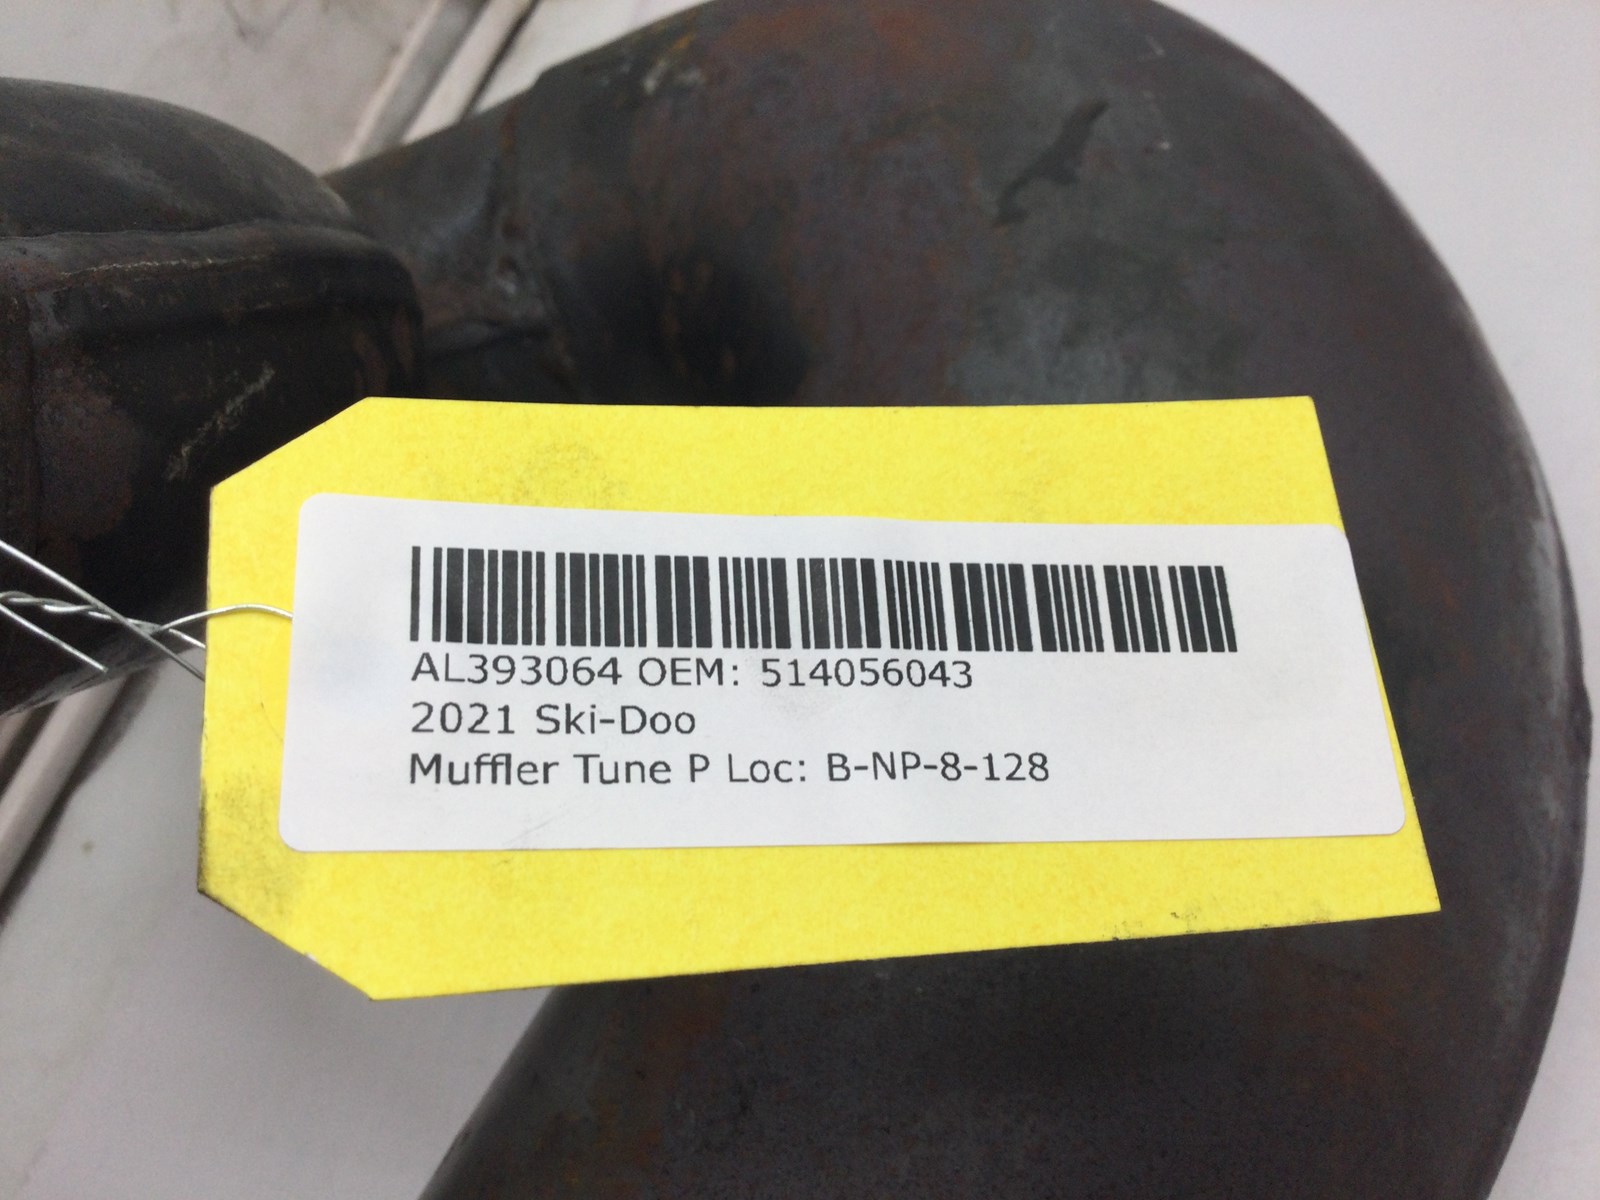 AL393064 OEM: 514056043
2021 Ski-Doo
Muffler Tune P Loc: B-NP-8-128